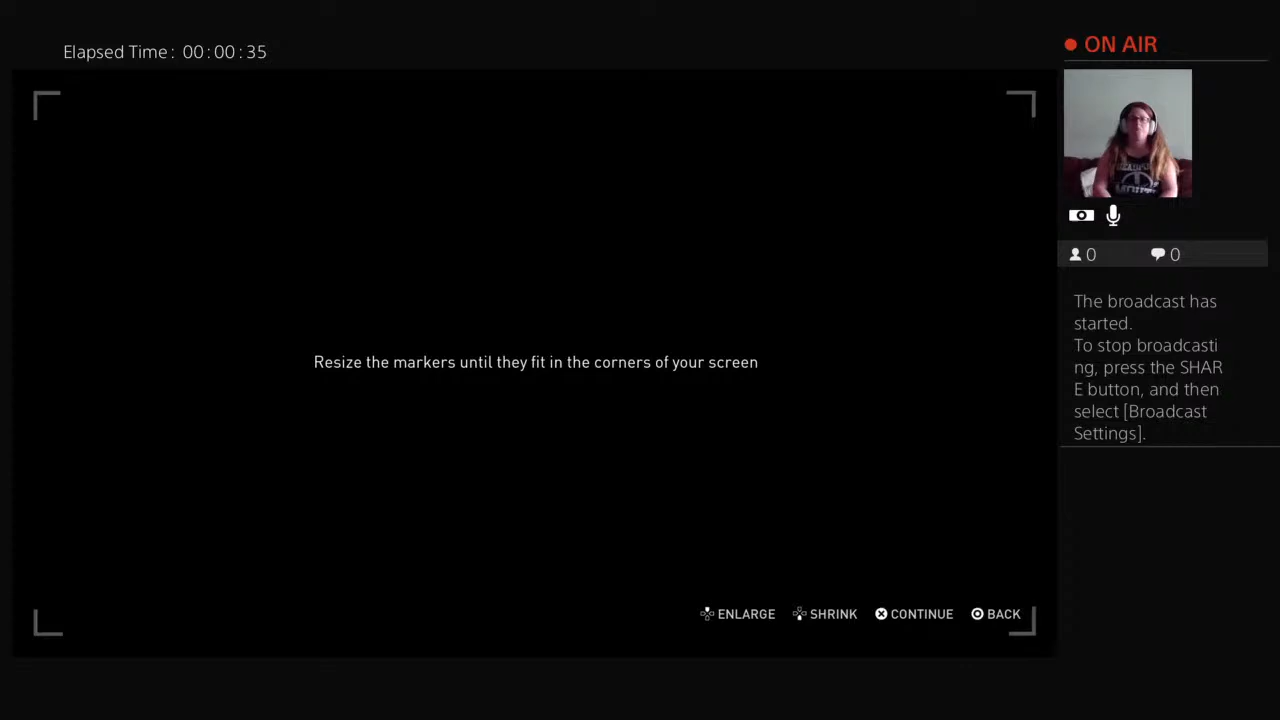 Elapsed Time: 00:00:35
ON AIR
0 0
The broadcast has
started.
To stop broadcasti
ng, press the SHAR
E button, and then
select [Broadcast
Settings].
Resize the markers until they fit in the corners of your screen
ENLARGE SHRINK CONTINUE BACK